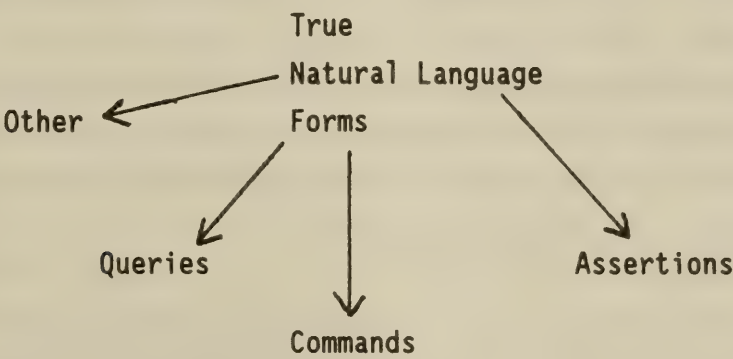 True
Natural Language
Other
Forms
Queries
Assertions
Commands